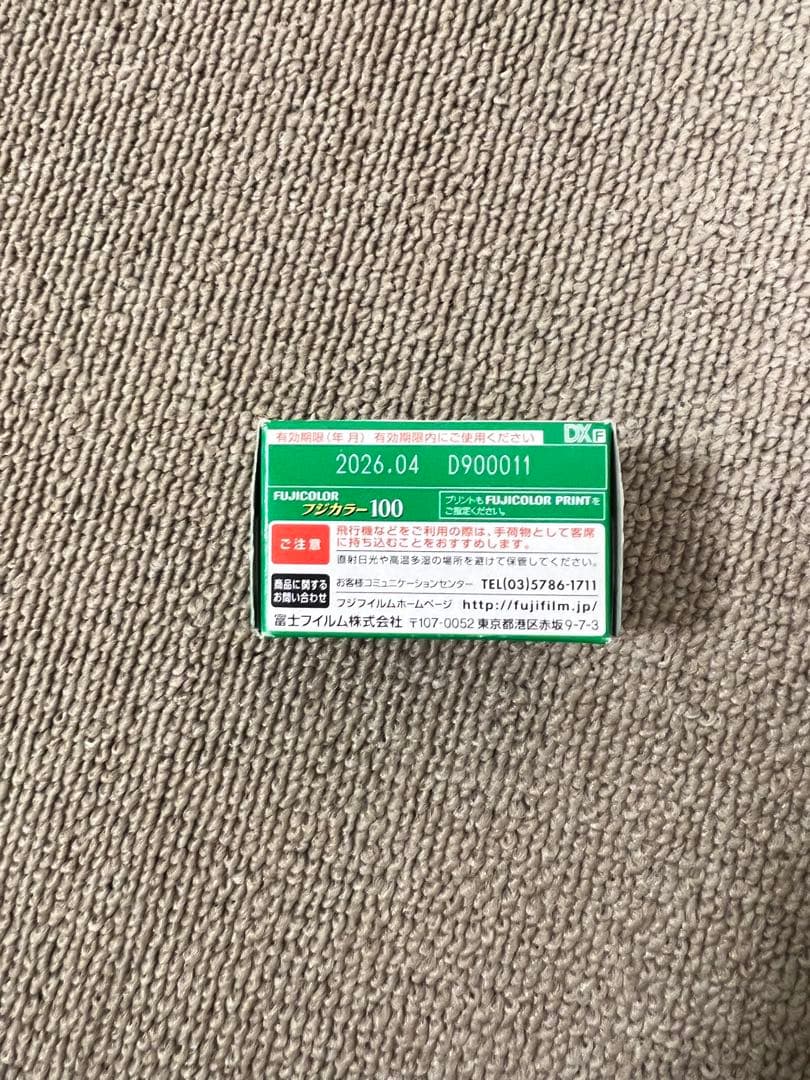 有効期限(年 月) 有効期限内にご使用ください
DX F
2026.04 D900011
FUJICOLOR
フジカラー100
プリントも FUJICOLOR PRINT を
ご指定ください。
ご注意
飛行機などをご利用の際は、手荷物として客席
に持ち込むことをおすすめします。
直射日光や高温多湿の場所を避けて保管してください。
商品に関する
お問い合わせ
お客様コミュニケーションセンター TEL(03)5786-1711
フジフイルムホームページ http://fujifilm.jp/
富士フイルム株式会社 〒107-0052 東京都港区赤坂9-7-3